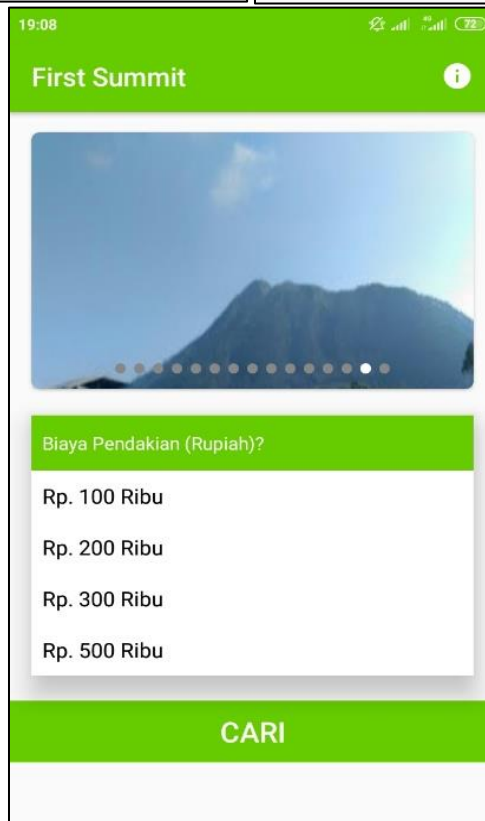 19:08
4G
72
First Summit
i
Biaya Pendakian (Rupiah)?
Rp. 100 Ribu
Rp. 200 Ribu
Rp. 300 Ribu
Rp. 500 Ribu
CARI